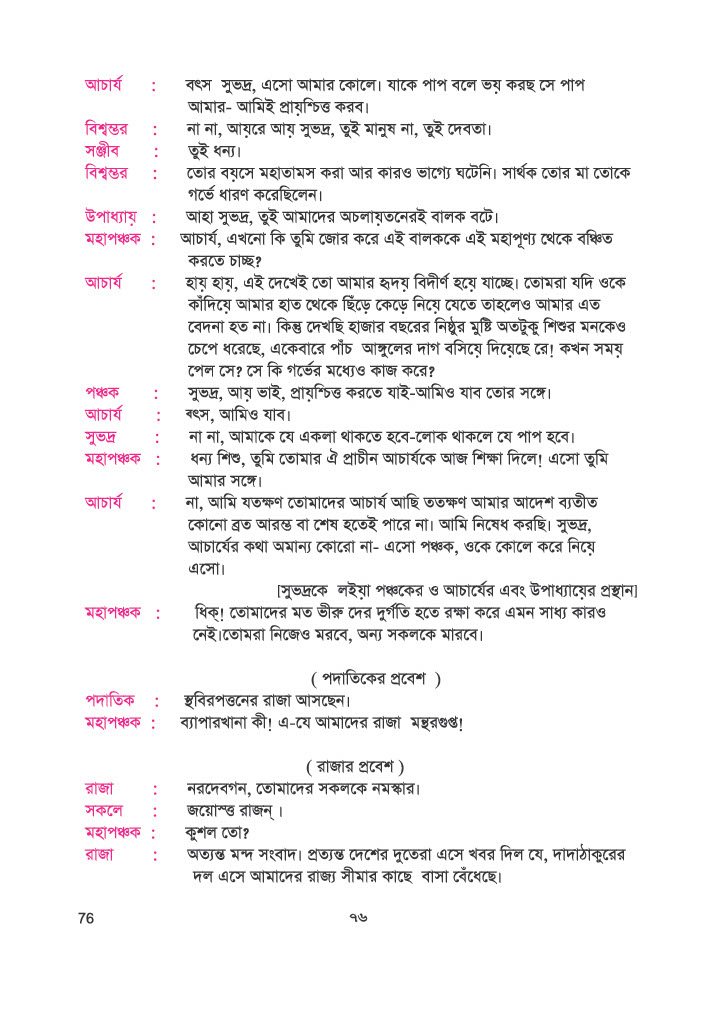 আচার্য : বৎস সুভদ্র, এসো আমার কোলে। যাকে পাপ বলে ভয় করছ সে পাপ
আমার- আমিই প্রায়শ্চিত্ত করব।
বিশ্বম্ভর : না না, আয়রে আয় সুভদ্র, তুই মানুষ না, তুই দেবতা।
সঞ্জীব : তুই ধন্য।
বিশ্বম্ভর : তোর বয়সে মহাতামস করা আর কারও ভাগ্যে ঘটেনি। সার্থক তোর মা তোকে
গর্ভে ধারণ করেছিলেন।
উপাধ্যায় : আহা সুভদ্র, তুই আমাদের অচলায়তনেরই বালক বটে।
মহাপঞ্চক : আচার্য, এখনো কি তুমি জোর করে এই বালককে এই মহাপূণ্য থেকে বঞ্চিত
করতে চাচ্ছ?
আচার্য : হায় হায়, এই দেখেই তো আমার হৃদয় বিদীর্ণ হয়ে যাচ্ছে। তোমরা যদি ওকে
কাঁদিয়ে আমার হাত থেকে ছিঁড়ে কেড়ে নিয়ে যেতে তাহলেও আমার এত
বেদনা হত না। কিন্তু দেখছি হাজার বছরের নিষ্ঠুর মুষ্টি অতটুকু শিশুর মনকেও
চেপে ধরেছে, একেবারে পাঁচ আঙ্গুলের দাগ বসিয়ে দিয়েছে রে! কখন সময়
পেল সে? সে কি গর্ভের মধ্যেও কাজ করে?
পঞ্চক : সুভদ্র, আয় ভাই, প্রায়শ্চিত্ত করতে যাই-আমিও যাব তোর সঙ্গে।
আচার্য : ৰৎস, আমিও যাব।
সুভদ্র : না না, আমাকে যে একলা থাকতে হবে-লোক থাকলে যে পাপ হবে।
মহাপঞ্চক : ধন্য শিশু, তুমি তোমার ঐ প্রাচীন আচার্যকে আজ শিক্ষা দিলে! এসো তুমি
আমার সঙ্গে।
আচার্য : না, আমি যতক্ষণ তোমাদের আচার্য আছি ততক্ষণ আমার আদেশ ব্যতীত
কোনো ব্রত আরম্ভ বা শেষ হতেই পারে না। আমি নিষেধ করছি। সুভদ্র,
আচার্যের কথা অমান্য কোরো না- এসো পঞ্চক, ওকে কোলে করে নিয়ে
এসো।
[সুভদ্রকে লইয়া পঞ্চকের ও আচার্যের এবং উপাধ্যায়ের প্রস্থান]
মহাপঞ্চক : ধিক্! তোমাদের মত ভীরু দের দুর্গতি হতে রক্ষা করে এমন সাধ্য কারও
নেই।তোমরা নিজেও মরবে, অন্য সকলকে মারবে।
( পদাতিকের প্রবেশ )
পদাতিক : স্থবিরপত্তনের রাজা আসছেন।
মহাপঞ্চক : ব্যাপারখানা কী! এ-যে আমাদের রাজা মন্থরগুপ্ত!
( রাজার প্রবেশ )
রাজা : নরদেবগন, তোমাদের সকলকে নমস্কার।
সকলে : জয়োস্ত্ত রাজন্ ।
মহাপঞ্চক : কুশল তো?
রাজা : অত্যন্ত মন্দ সংবাদ। প্রত্যন্ত দেশের দুতেরা এসে খবর দিল যে, দাদাঠাকুরের
দল এসে আমাদের রাজ্য সীমার কাছে বাসা বেঁধেছে।
76 ৭৬